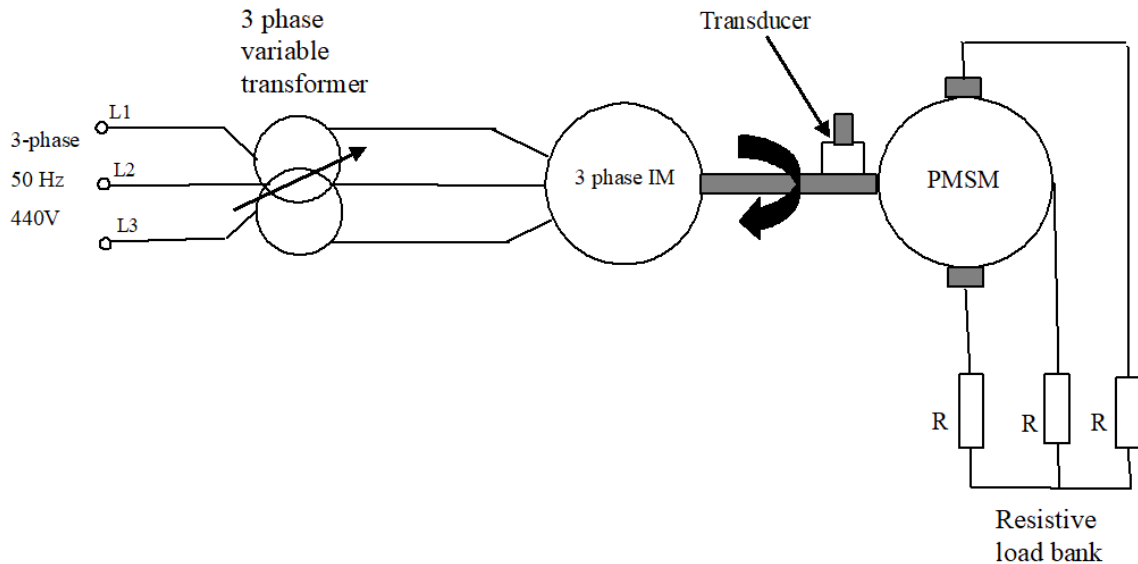 3 phase
variable
transformer
Transducer
L1
3-phase
L2
50 Hz
440V
L3
3 phase IM
PMSM
R
R
R
Resistive
load bank